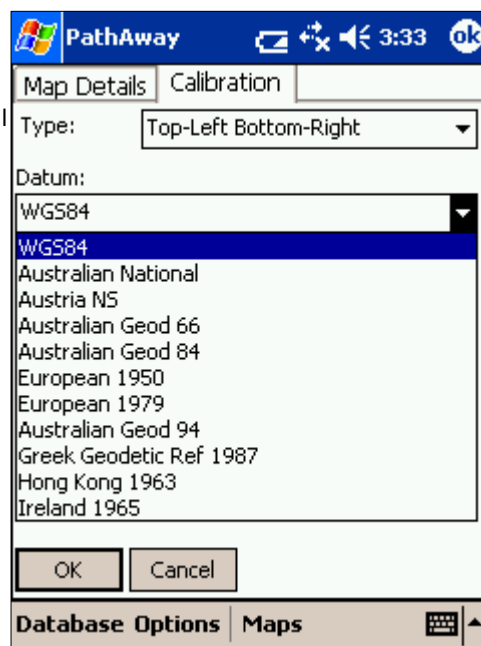 PathAway 3:33 ok
Map Details Calibration
Type: Top-Left Bottom-Right
Datum:
WGS84
WGS84
Australian National
Austria NS
Australian Geod 66
Australian Geod 84
European 1950
European 1979
Australian Geod 94
Greek Geodetic Ref 1987
Hong Kong 1963
Ireland 1965
OK Cancel
Database Options Maps